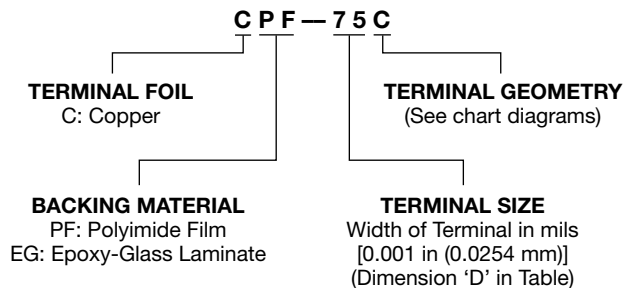 C P F — 7 5 C
TERMINAL FOIL
C: Copper
TERMINAL GEOMETRY
(See chart diagrams)
BACKING MATERIAL
PF: Polyimide Film
EG: Epoxy-Glass Laminate
TERMINAL SIZE
Width of Terminal in mils
[0.001 in (0.0254 mm)]
(Dimension ‘D’ in Table)